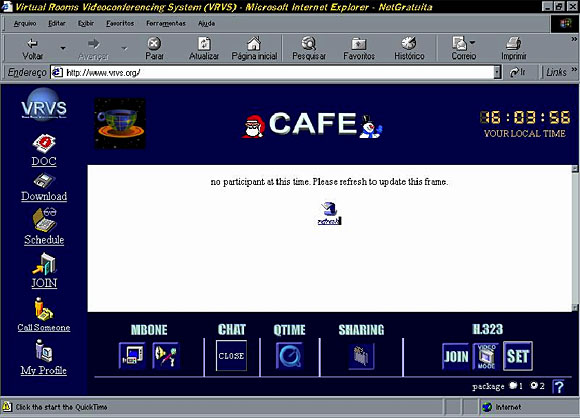 Virtual Rooms Videoconferencing System (VRVS) - Microsoft Internet Explorer - NetGratuita
Arquivo Editar Exibir Favoritos Ferramentas Ajuda
Voltar Avançar Parar Atualizar Página inicial Pesquisar Favoritos Histórico Correio Imprimir
Endereço http://www.vrvs.org/ Ir Links »
VRVS
CAFE
16:03:56
YOUR LOCAL TIME
DOC
Download
Schedule
JOIN
Call Someone
My Profile
no participant at this time. Please refresh to update this frame.
refresh
MBONE CHAT QTIME SHARING H.323
CLOSE JOIN VIDEO MODE SET
package 1 2 ?
Click the start the QuickTime Internet